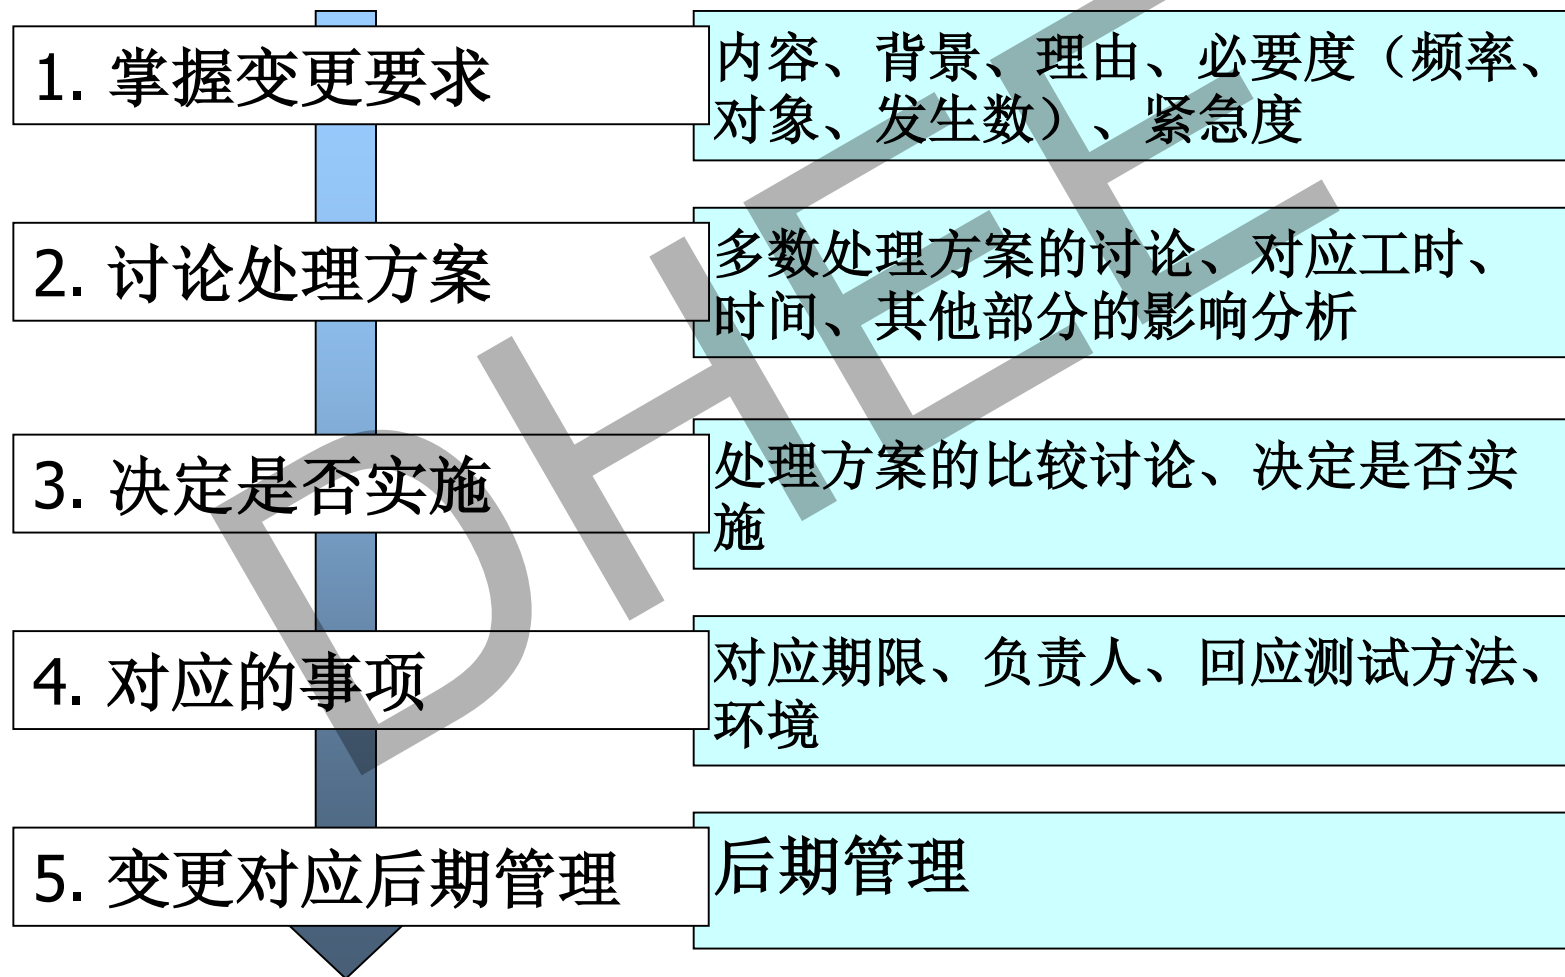 1. 掌握变更要求
内容、背景、理由、必要度（频率、
对象、发生数）、紧急度
2. 讨论处理方案
多数处理方案的讨论、对应工时、
时间、其他部分的影响分析
3. 决定是否实施
处理方案的比较讨论、决定是否实
施
4. 对应的事项
对应期限、负责人、回应测试方法、
环境
5. 变更对应后期管理
后期管理
DHEE